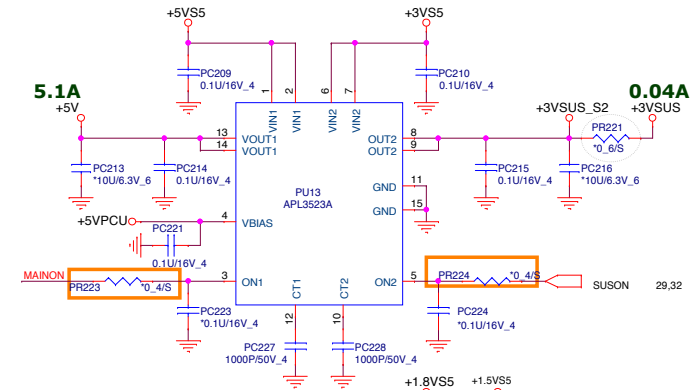 +5VS5
+3VS5
PC209
0.1U/16V_4
PC210
0.1U/16V_4
5.1A
+5V
0.04A
+3VSUS_S2
+3VSUS
PR221
*0_6/S
1
2
6
7
VIN1
VIN1
VIN2
VIN2
13
VOUT1
14
VOUT1
8
OUT2
9
OUT2
PC213
*10U/6.3V_6
PC214
0.1U/16V_4
PC215
0.1U/16V_4
PC216
*10U/6.3V_6
PU13
APL3523A
11
GND
15
GND
+5VPCU
4
VBIAS
PC221
0.1U/16V_4
MAINON
PR223
*0_4/S
3
ON1
CT1
CT2
5
ON2
PR224
*0_4/S
SUSON
29,32
PC223
*0.1U/16V_4
12
10
PC224
*0.1U/16V_4
PC227
1000P/50V_4
PC228
1000P/50V_4
+1.8VS5
+1.5VS5